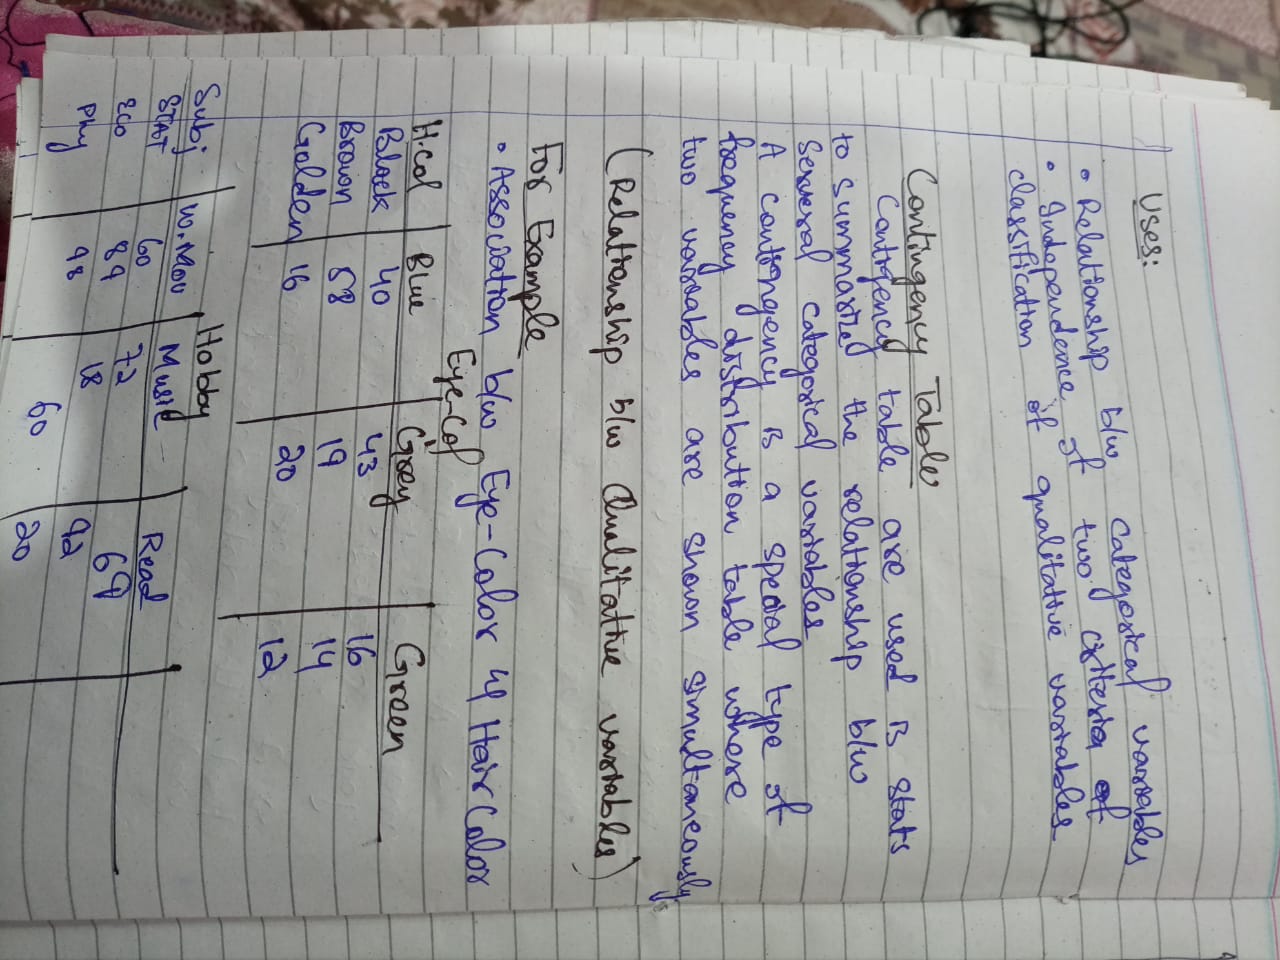 Uses:
• Relationship b/w categorical variables
• Independence of two criteria of
classification of qualitative variables
Contingency Table
Contigency table are used is stats
to summarized the relationship b/w
Serveral categorical variables
A contingency is a special type of
frequency distribution table where
two variables are shown simultaneously.
(Relationship b/w Qualitative variables)
For Example
• Association b/w Eye-Color & Hair Color
Eye-Col
H.Col Blue Grey Green
Black 40 43 16
Brown 58 19 14
Golden 16 20 12
Hobby
Subj W.Mov Music Read
STAT 60 72 69
Eco 89 18 92
Phy 98 60 20